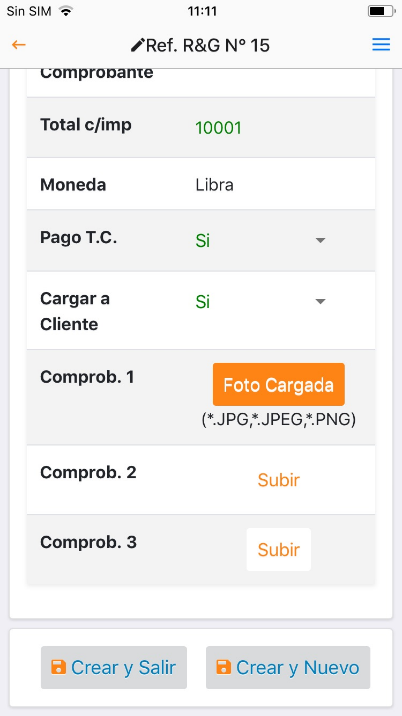 Sin SIM 11:11
Ref. R&G Nº 15
Comprobante
Total c/imp 10001
Moneda Libra
Pago T.C. Si
Cargar a
Cliente Si
Comprob. 1 Foto Cargada
(*.JPG,*.JPEG,*.PNG)
Comprob. 2 Subir
Comprob. 3 Subir
Crear y Salir Crear y Nuevo